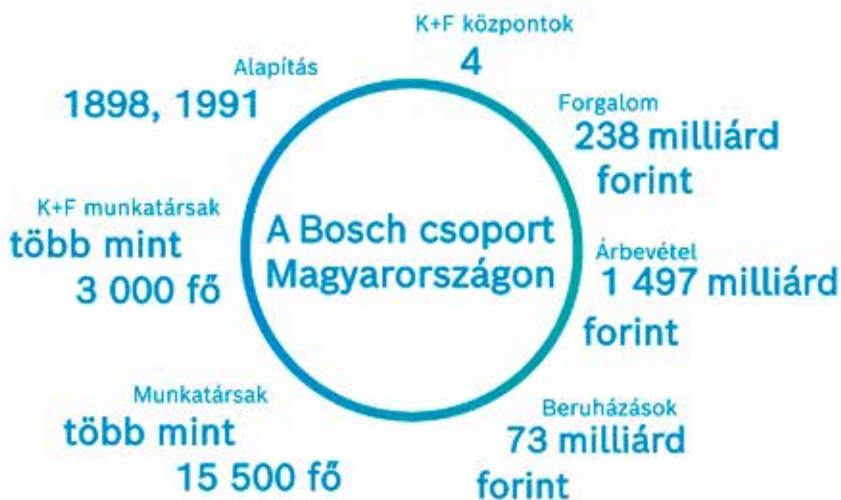 K+F központok
4
Alapítás
1898, 1991
Forgalom
238 milliárd
forint
K+F munkatársak
több mint
3 000 fő
A Bosch csoport
Magyarországon
Árbevétel
1 497 milliárd
forint
Munkatársak
több mint
15 500 fő
Beruházások
73 milliárd
forint